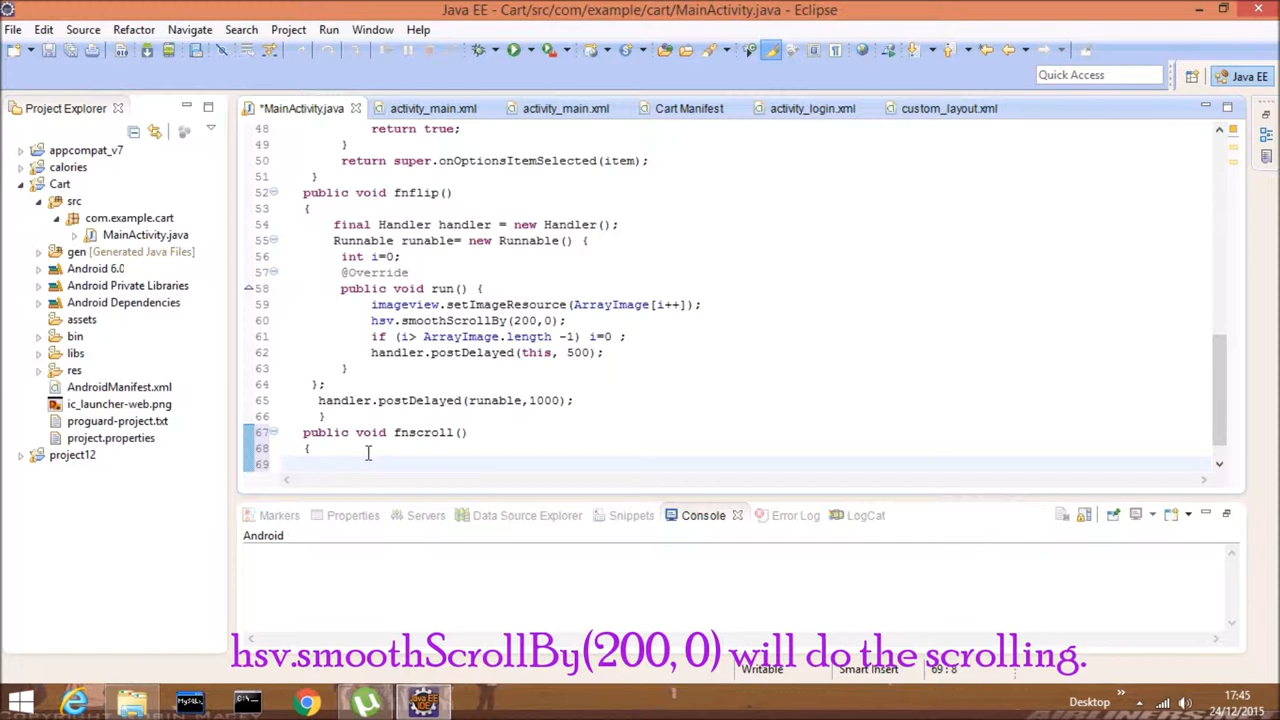 Java EE - Cart/src/com/example/cart/MainActivity.java - Eclipse
File Edit Source Refactor Navigate Search Project Run Window Help
Quick Access
Java EE
Project Explorer
*MainActivity.java
activity_main.xml
activity_main.xml
Cart Manifest
activity_login.xml
custom_layout.xml
appcompat_v7
calories
Cart
src
com.example.cart
MainActivity.java
gen [Generated Java Files]
Android 6.0
Android Private Libraries
Android Dependencies
assets
bin
libs
res
AndroidManifest.xml
ic_launcher-web.png
proguard-project.txt
project.properties
project12
48 return true;
49 }
50 return super.onOptionsItemSelected(item);
51 }
52 public void fnflip()
53 {
54 final Handler handler = new Handler();
55 Runnable runable= new Runnable() {
56 int i=0;
57 @Override
58 public void run() {
59 imageview.setImageResource(ArrayImage[i++]);
60 hsv.smoothScrollBy(200,0);
61 if (i> ArrayImage.length -1) i=0 ;
62 handler.postDelayed(this, 500);
63 }
64 };
65 handler.postDelayed(runable,1000);
66 }
67 public void fnscroll()
68 {
69
Markers Properties Servers Data Source Explorer Snippets Console Error Log LogCat
Android
hsv.smoothScrollBy(200, 0) will do the scrolling.
Writable Smart Insert 69 : 8
Desktop
17:45
24/12/2015